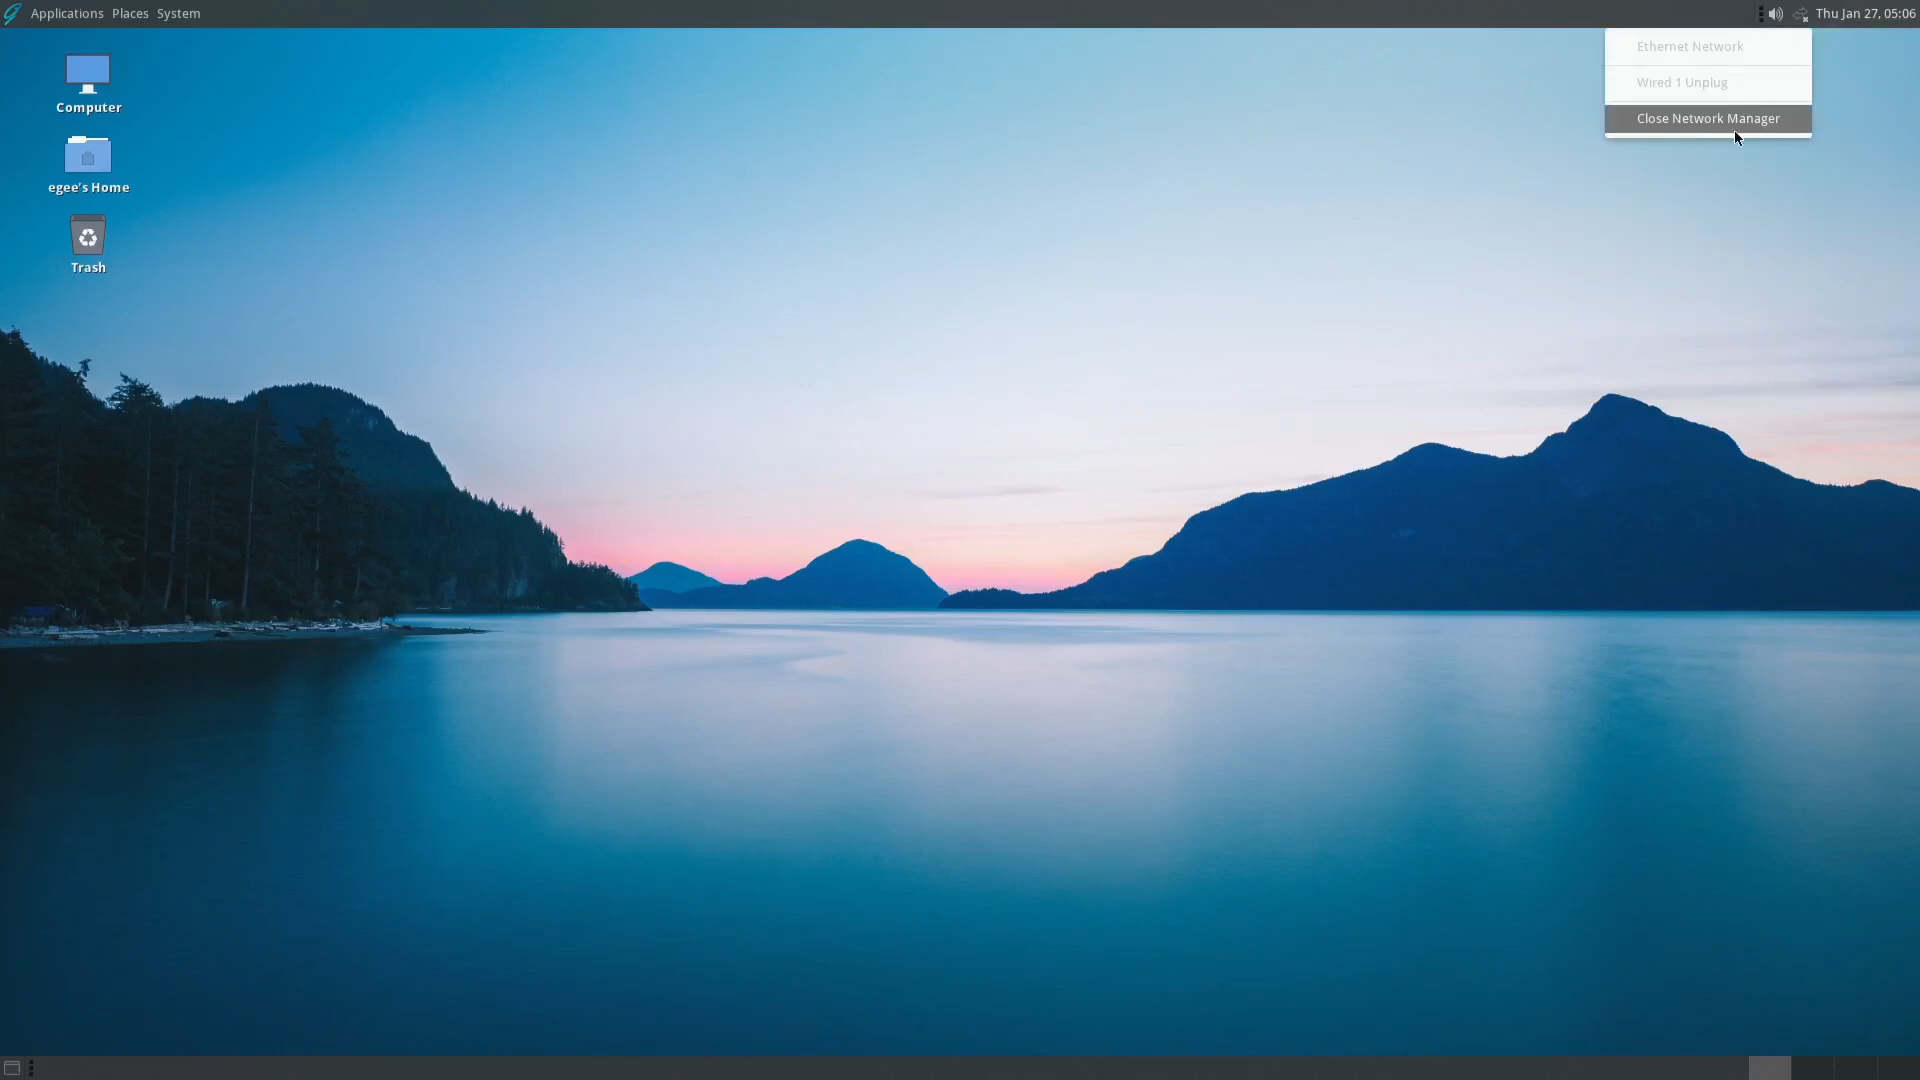 Applications Places System
Thu Jan 27, 05:06
Ethernet Network
Wired 1 Unplug
Close Network Manager
Computer
egee's Home
Trash